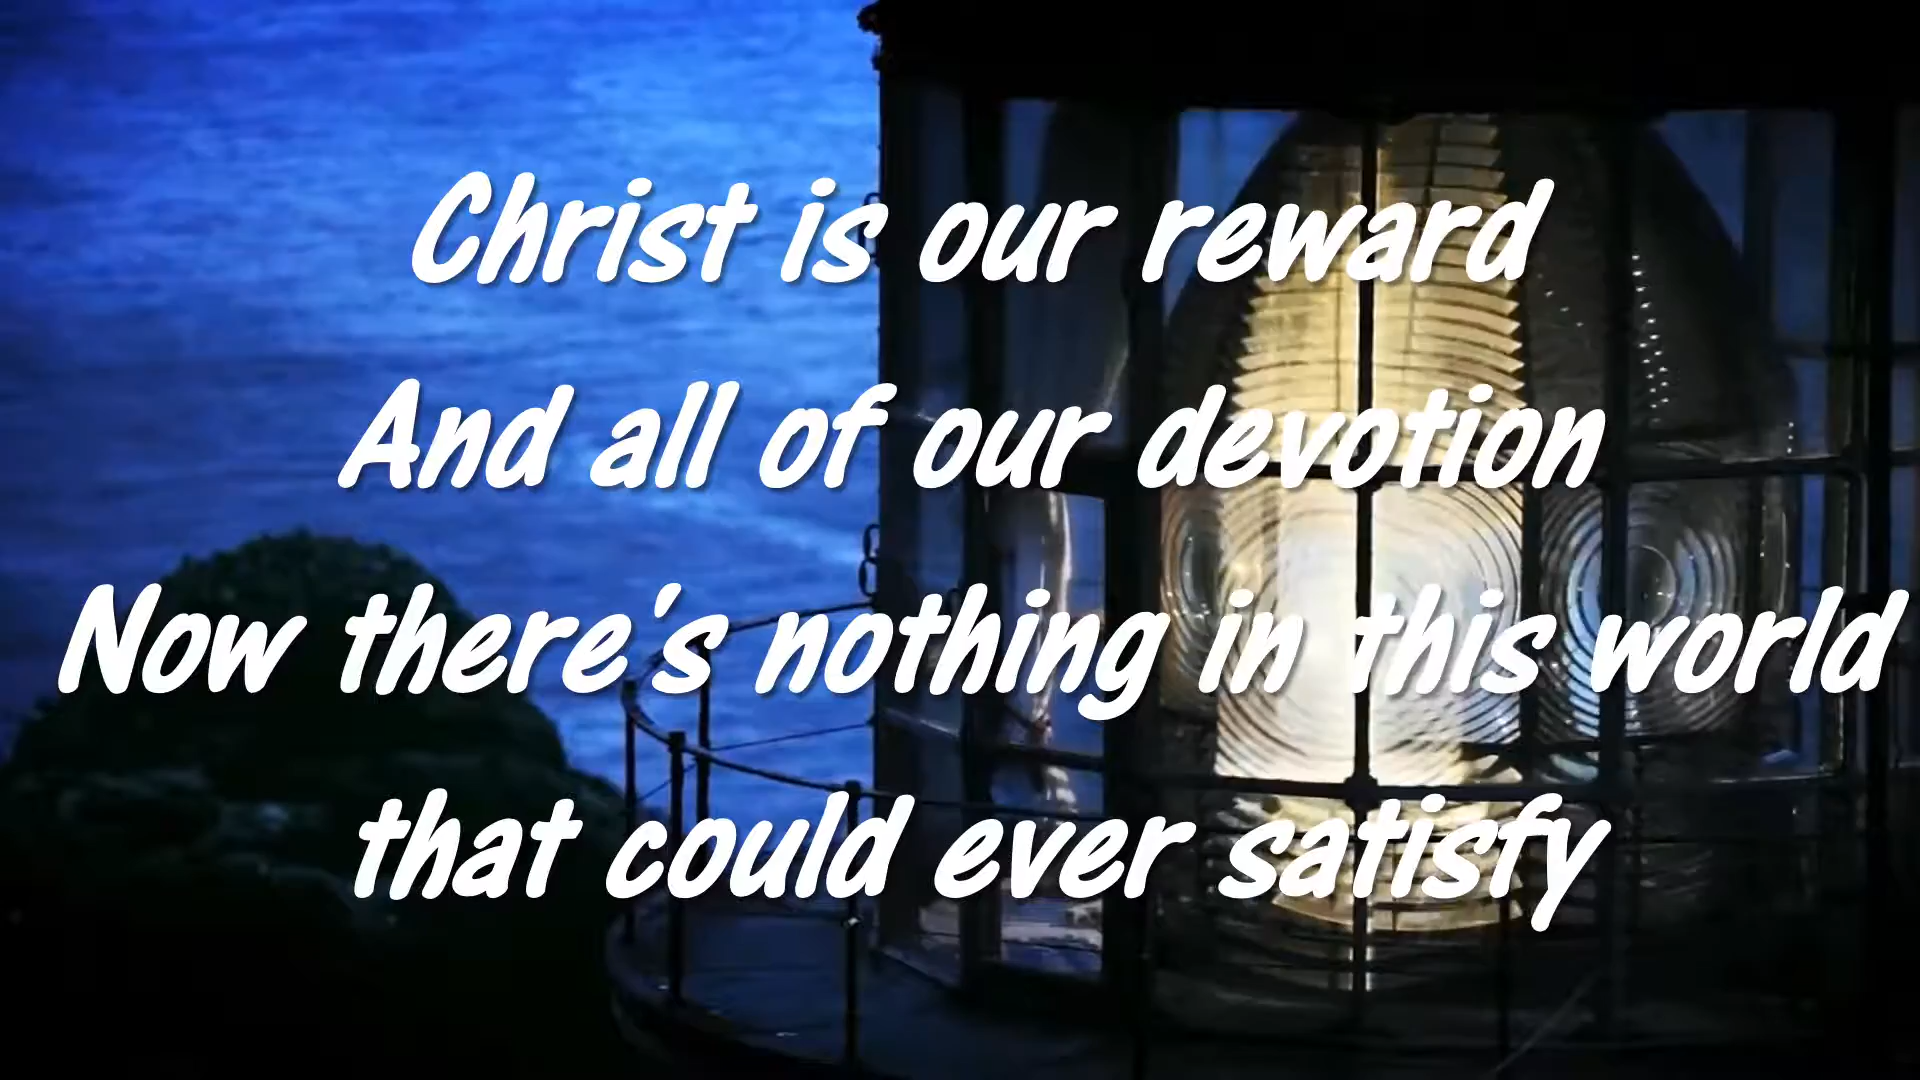 Christ is our reward
And all of our devotion
Now there's nothing in this world
that could ever satisfy